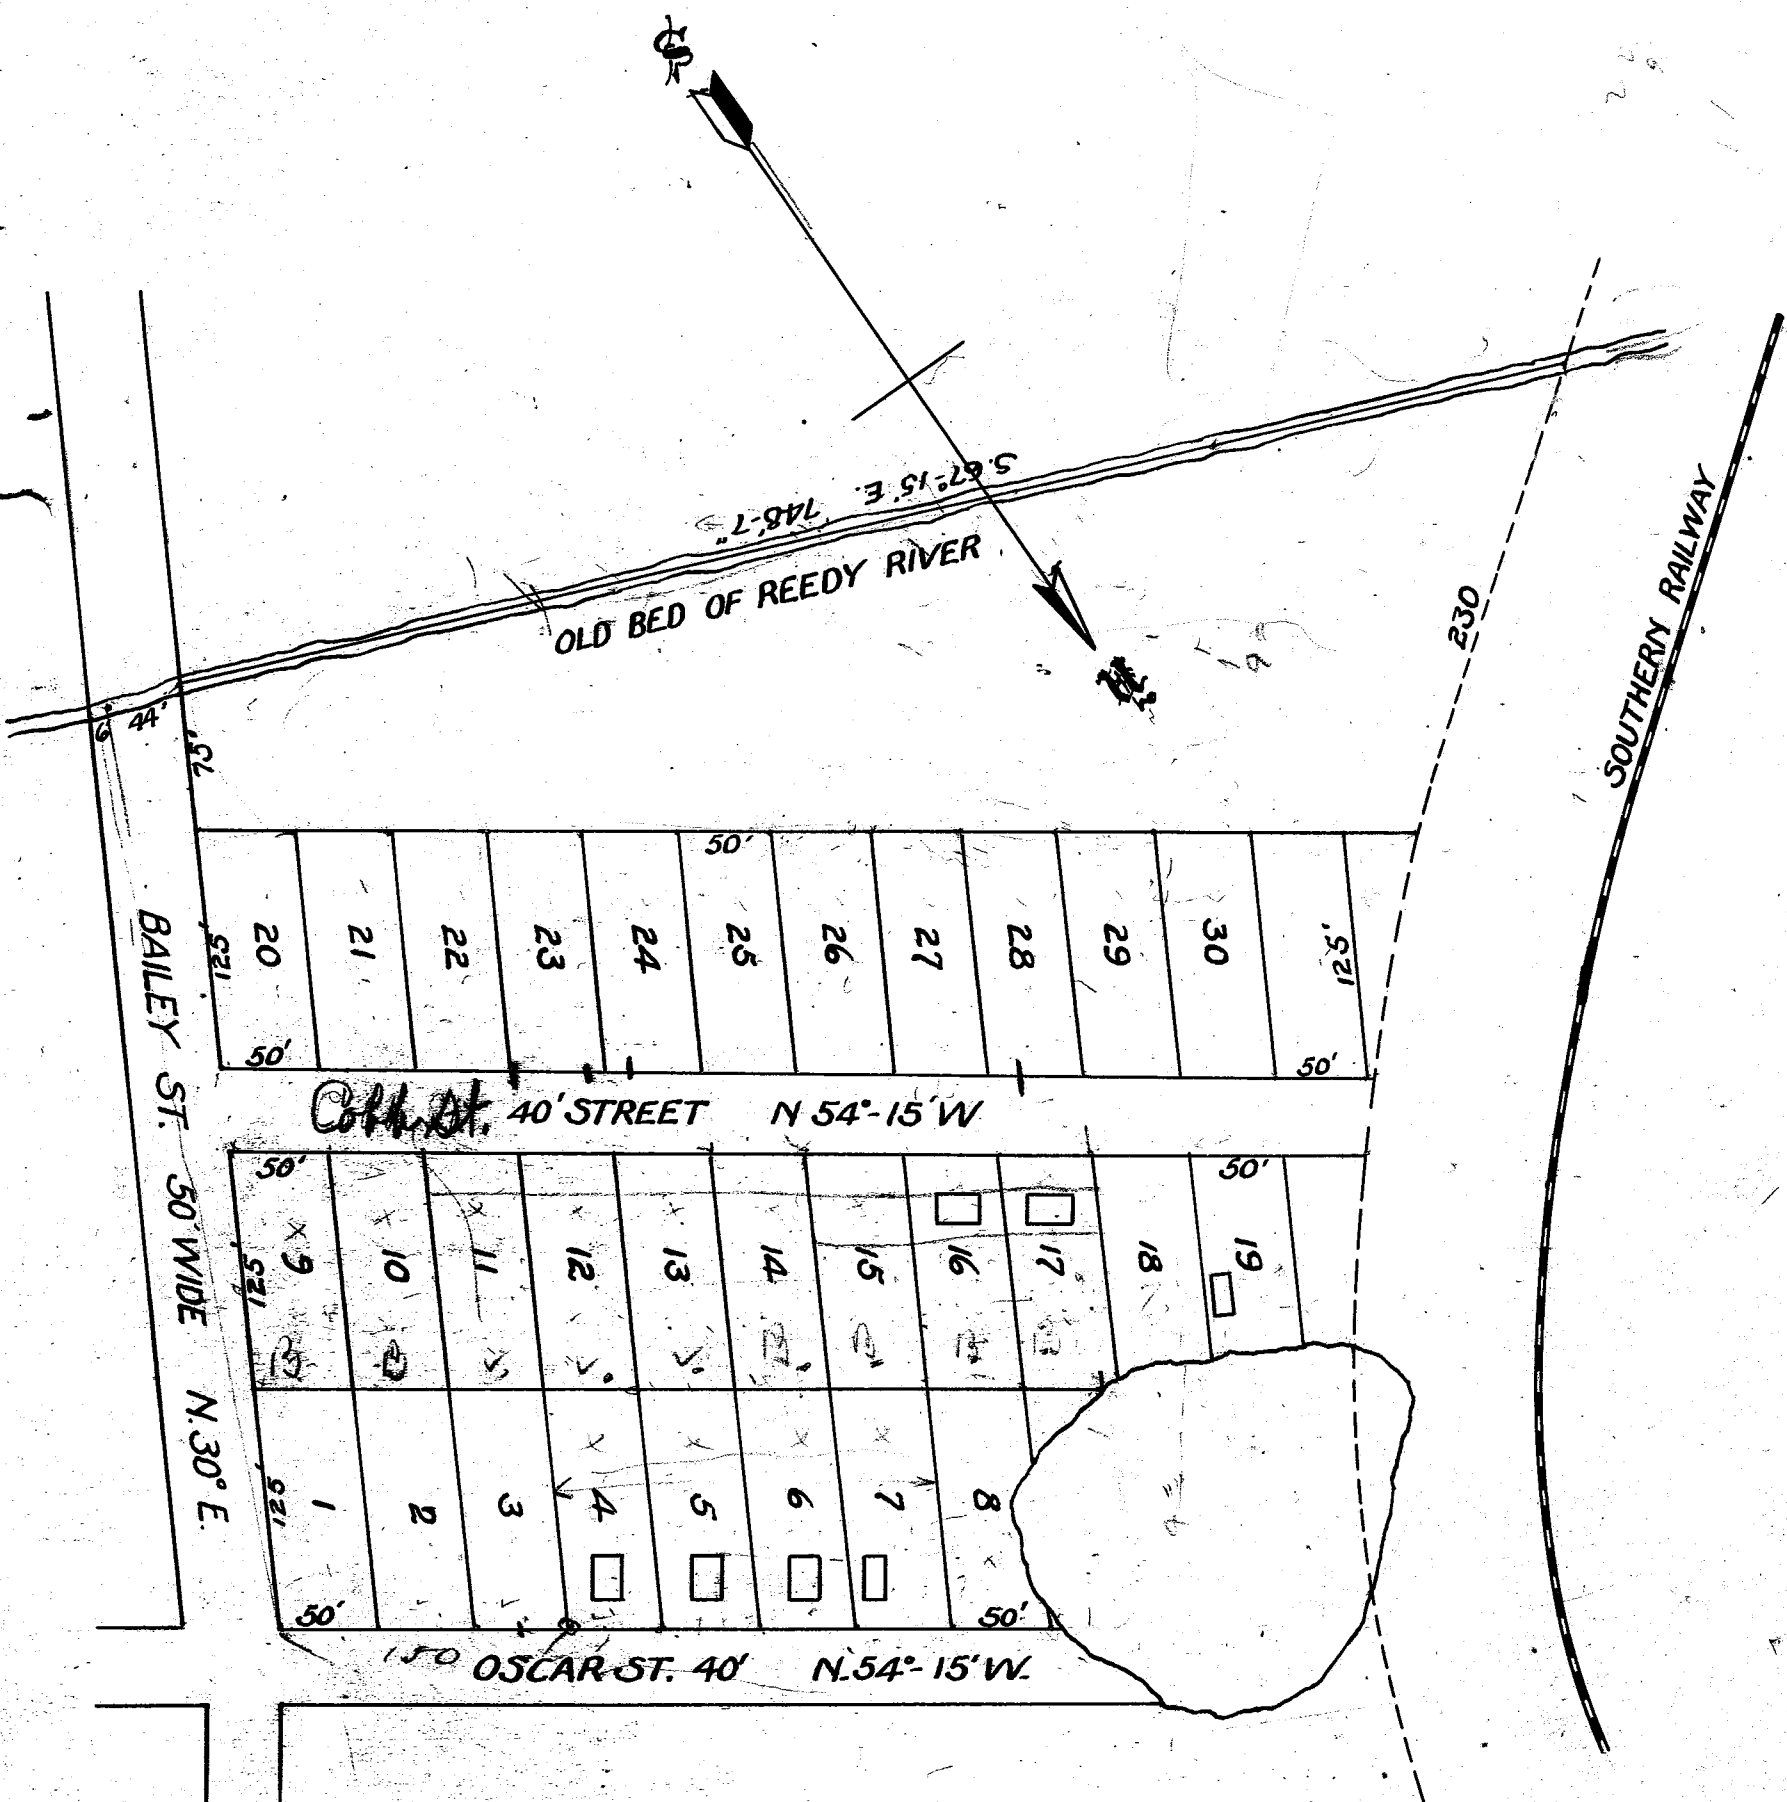 S
S. 67°-15' E. 748'-7"
OLD BED OF REEDY RIVER
230
SOUTHERN RAILWAY
6'
44'
75'
50'
125'
20
21
22
23
24
25
26
27
28
29
30
125'
50'
50'
BAILEY ST. 50' WIDE N. 30° E.
Cobb St. 40' STREET N 54°-15' W
50'
50'
125'
x
x
x
x
x
x
9
10
11
12
13
14
15
16
17
18
19
B
B
✓
✓
✓
B
B
B
B
x
x
x
x
125'
1
2
3
4
5
6
7
8
50'
50'
150
OSCAR ST. 40' N. 54°-15' W.